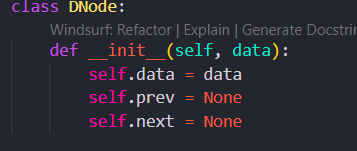 class DNode:
Windsurf: Refactor | Explain | Generate Docstrin
    def __init__(self, data):
        self.data = data
        self.prev = None
        self.next = None